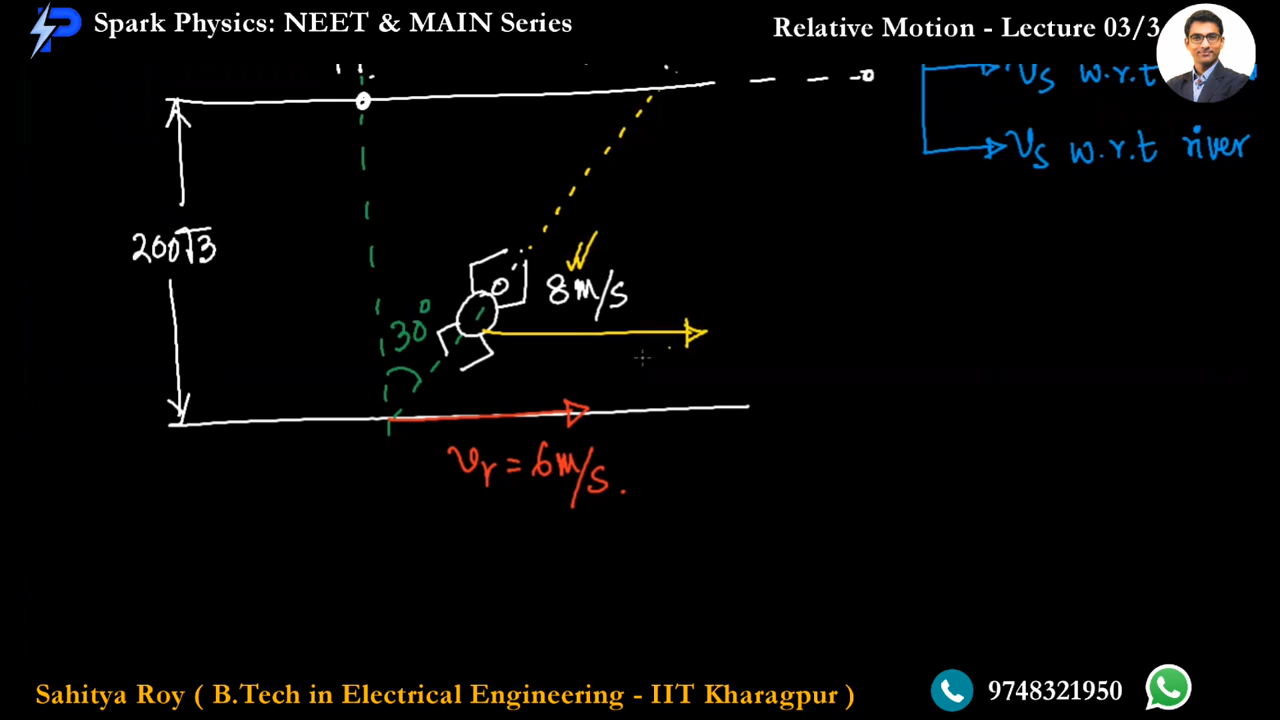 Spark Physics: NEET & MAIN Series
Relative Motion - Lecture 03/3
Vs w.r.t
Vs w.r.t river
200√3
8m/s
30°
Vr = 6m/s.
Sahitya Roy ( B.Tech in Electrical Engineering - IIT Kharagpur )
9748321950